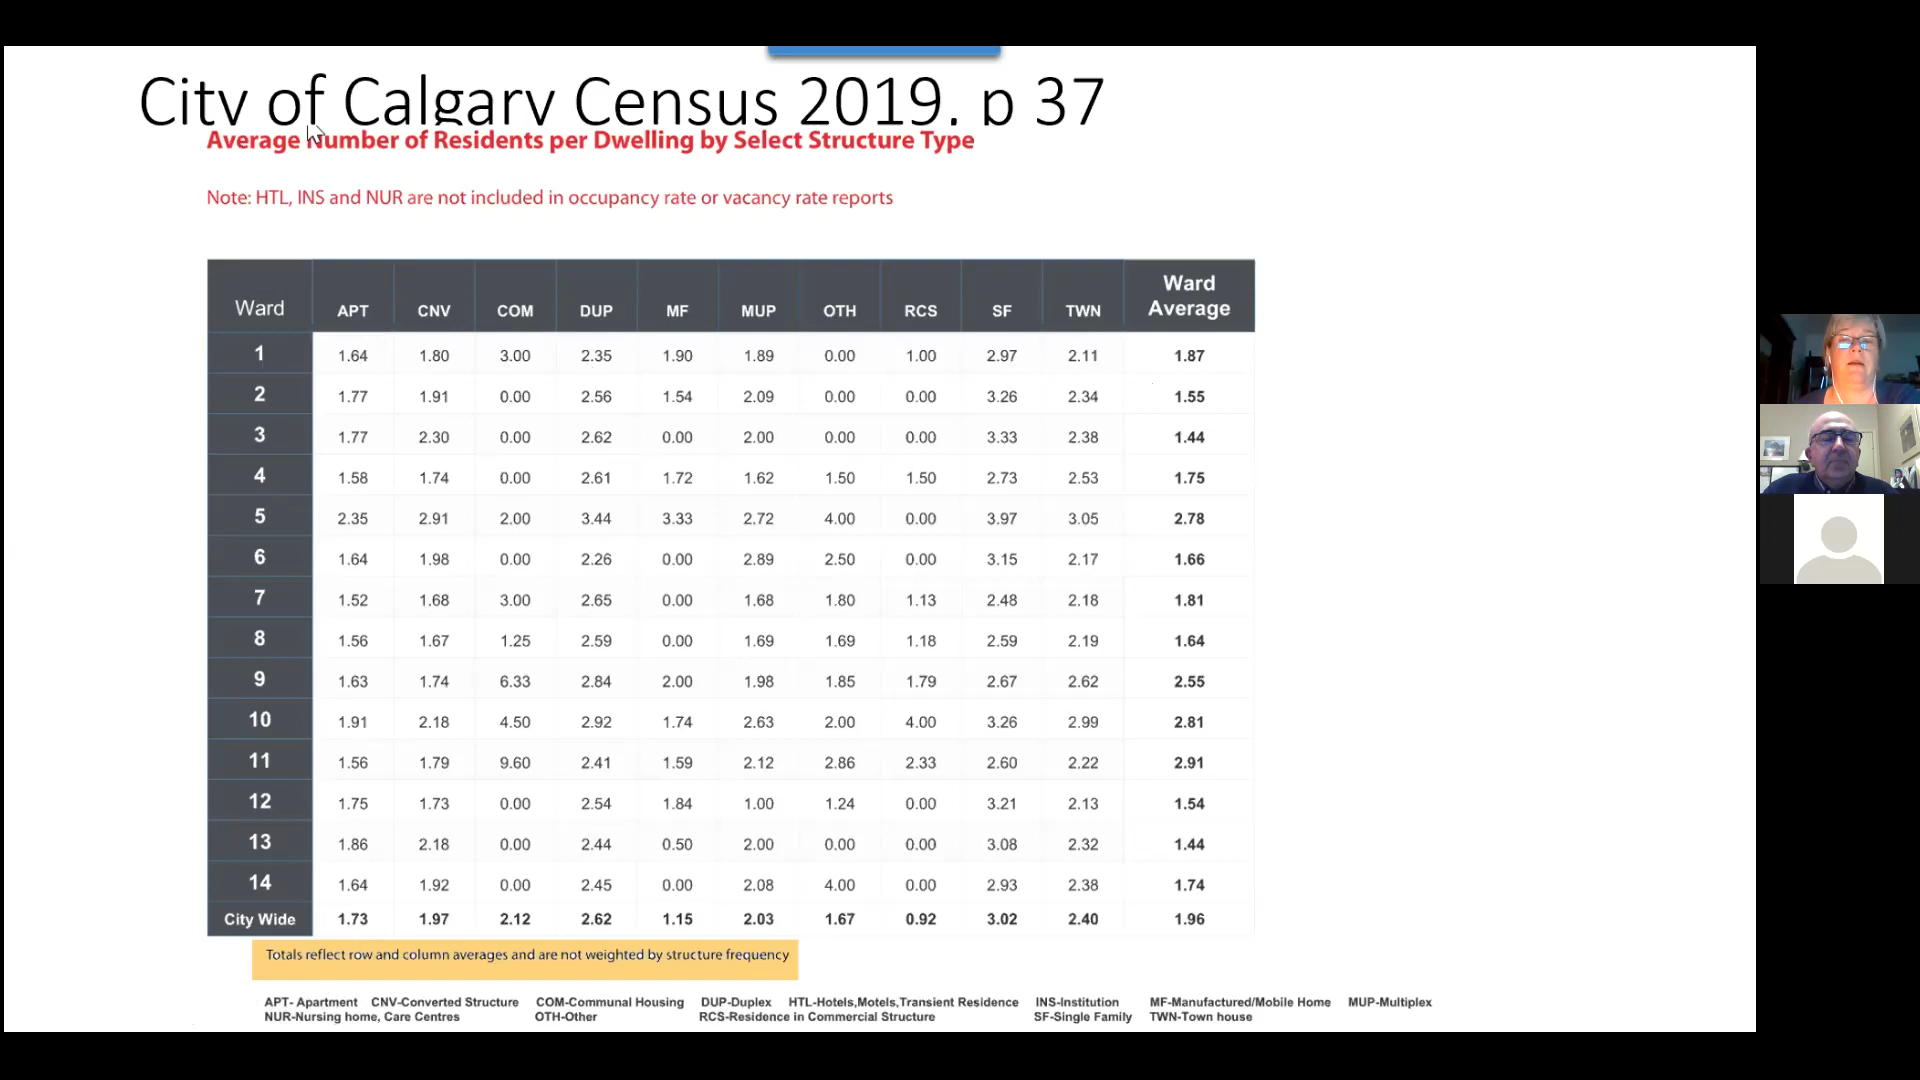 City of Calgary Census 2019, p 37
Average Number of Residents per Dwelling by Select Structure Type
Note: HTL, INS and NUR are not included in occupancy rate or vacancy rate reports
Ward APT CNV COM DUP MF MUP OTH RCS SF TWN Ward Average
1 1.64 1.80 3.00 2.35 1.90 1.89 0.00 1.00 2.97 2.11 1.87
2 1.77 1.91 0.00 2.56 1.54 2.09 0.00 0.00 3.26 2.34 1.55
3 1.77 2.30 0.00 2.62 0.00 2.00 0.00 0.00 3.33 2.38 1.44
4 1.58 1.74 0.00 2.61 1.72 1.62 1.50 1.50 2.73 2.53 1.75
5 2.35 2.91 2.00 3.44 3.33 2.72 4.00 0.00 3.97 3.05 2.78
6 1.64 1.98 0.00 2.26 0.00 2.89 2.50 0.00 3.15 2.17 1.66
7 1.52 1.68 3.00 2.65 0.00 1.68 1.80 1.13 2.48 2.18 1.81
8 1.56 1.67 1.25 2.59 0.00 1.69 1.69 1.18 2.59 2.19 1.64
9 1.63 1.74 6.33 2.84 2.00 1.98 1.85 1.79 2.67 2.62 2.55
10 1.91 2.18 4.50 2.92 1.74 2.63 2.00 4.00 3.26 2.99 2.81
11 1.56 1.79 9.60 2.41 1.59 2.12 2.86 2.33 2.60 2.22 2.91
12 1.75 1.73 0.00 2.54 1.84 1.00 1.24 0.00 3.21 2.13 1.54
13 1.86 2.18 0.00 2.44 0.50 2.00 0.00 0.00 3.08 2.32 1.44
14 1.64 1.92 0.00 2.45 0.00 2.08 4.00 0.00 2.93 2.38 1.74
City Wide 1.73 1.97 2.12 2.62 1.15 2.03 1.67 0.92 3.02 2.40 1.96
Totals reflect row and column averages and are not weighted by structure frequency
APT- Apartment CNV-Converted Structure COM-Communal Housing DUP-Duplex HTL-Hotels,Motels,Transient Residence INS-Institution MF-Manufactured/Mobile Home MUP-Multiplex
NUR-Nursing home, Care Centres OTH-Other RCS-Residence in Commercial Structure SF-Single Family TWN-Town house